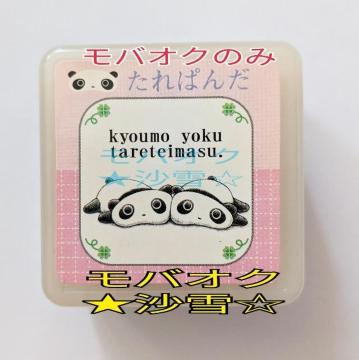 モバオクのみ
たれぱんだ
kyoumo yoku
tareteimasu.
モバオク
★沙雪☆
モバオク
★沙雪☆